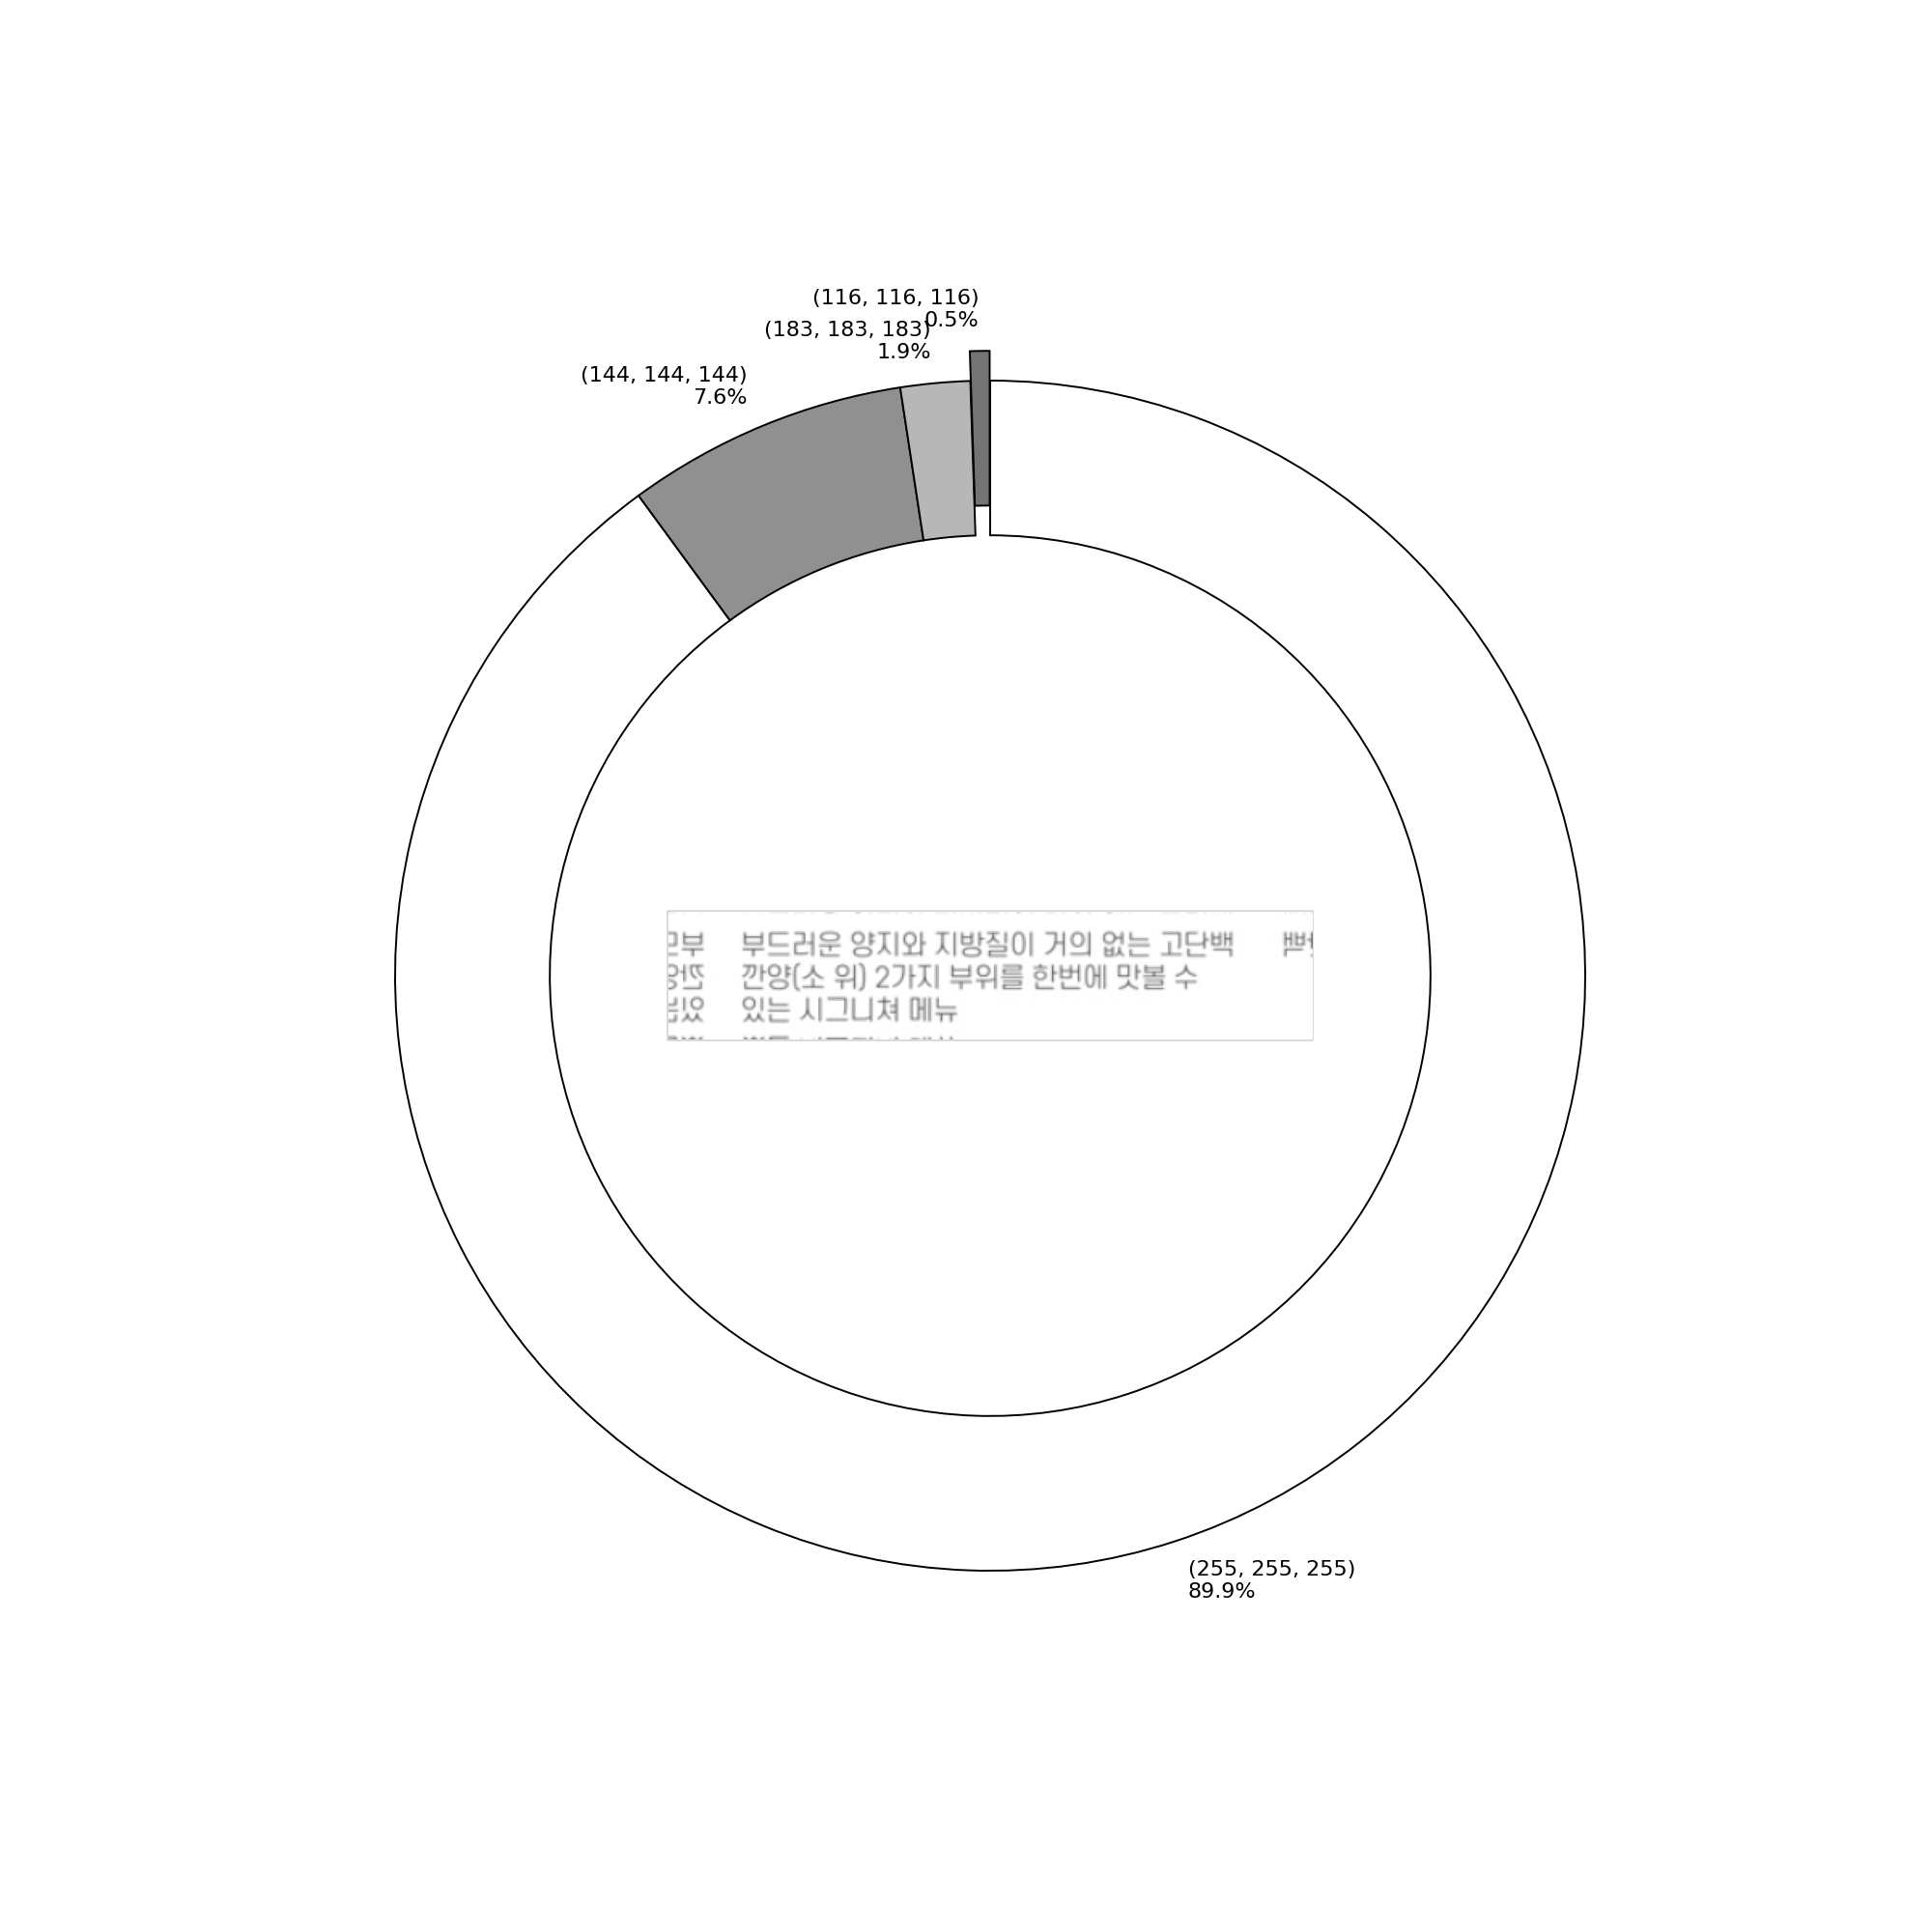 (116, 116, 116)
0.5%
(183, 183, 183)
1.9%
(144, 144, 144)
7.6%
부드러운 양지와 지방질이 거의 없는 고단백
깐양(소 위) 2가지 부위를 한번에 맛볼 수
있는 시그니쳐 메뉴
(255, 255, 255)
89.9%